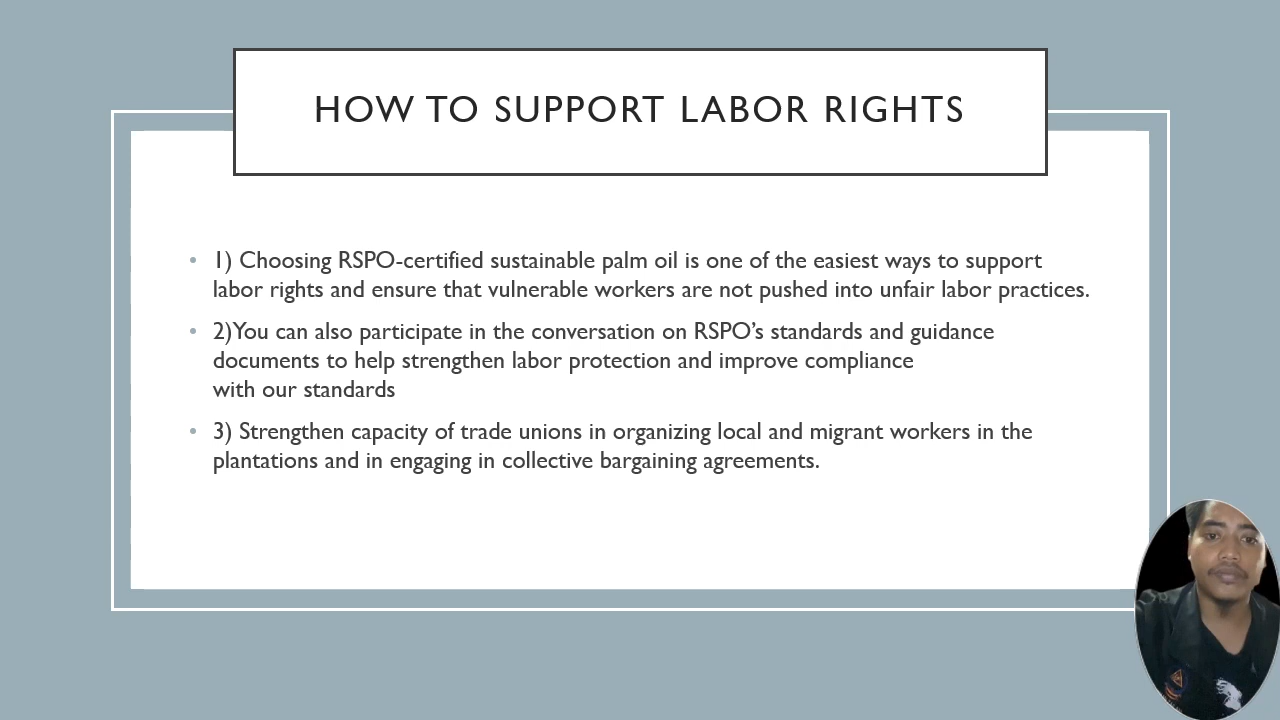 HOW TO SUPPORT LABOR RIGHTS
• 1) Choosing RSPO-certified sustainable palm oil is one of the easiest ways to support
labor rights and ensure that vulnerable workers are not pushed into unfair labor practices.
• 2)You can also participate in the conversation on RSPO’s standards and guidance
documents to help strengthen labor protection and improve compliance
with our standards
• 3) Strengthen capacity of trade unions in organizing local and migrant workers in the
plantations and in engaging in collective bargaining agreements.